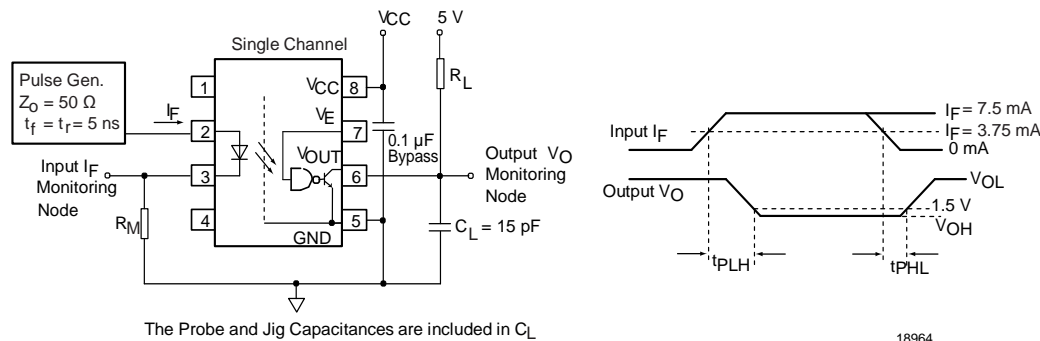 Single Channel
Pulse Gen.
Zo = 50 Ω
tf = tr = 5 ns
IF
Input IF
Monitoring
Node
RM
1
2
3
4
VCC
VE
VOUT
GND
8
7
6
5
VCC
5 V
RL
0.1 µF
Bypass
Output VO
Monitoring
Node
CL = 15 pF
The Probe and Jig Capacitances are included in CL
Input IF
IF = 7.5 mA
IF = 3.75 mA
0 mA
Output VO
VOL
1.5 V
VOH
tPLH
tPHL
18964